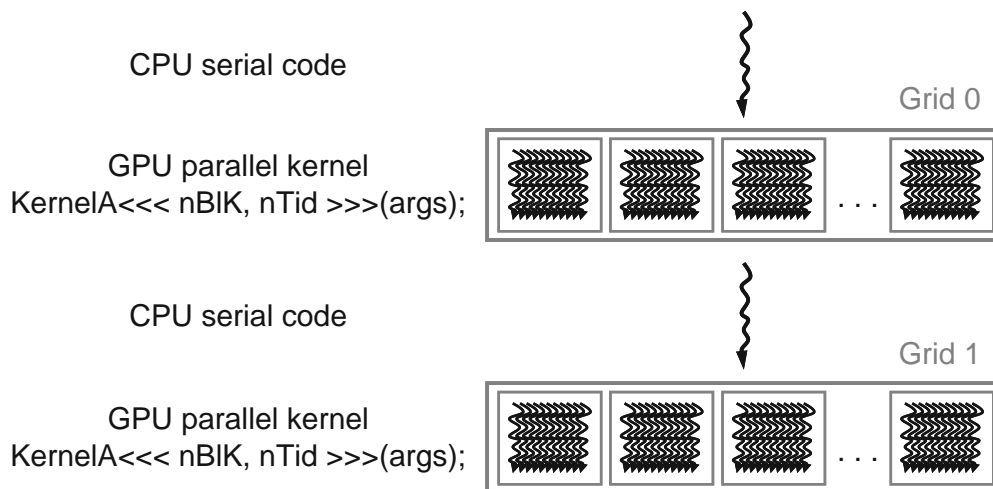 CPU serial code
Grid 0
GPU parallel kernel
KernelA<<< nBlK, nTid >>>(args);
. . .
CPU serial code
Grid 1
GPU parallel kernel
KernelA<<< nBlK, nTid >>>(args);
. . .